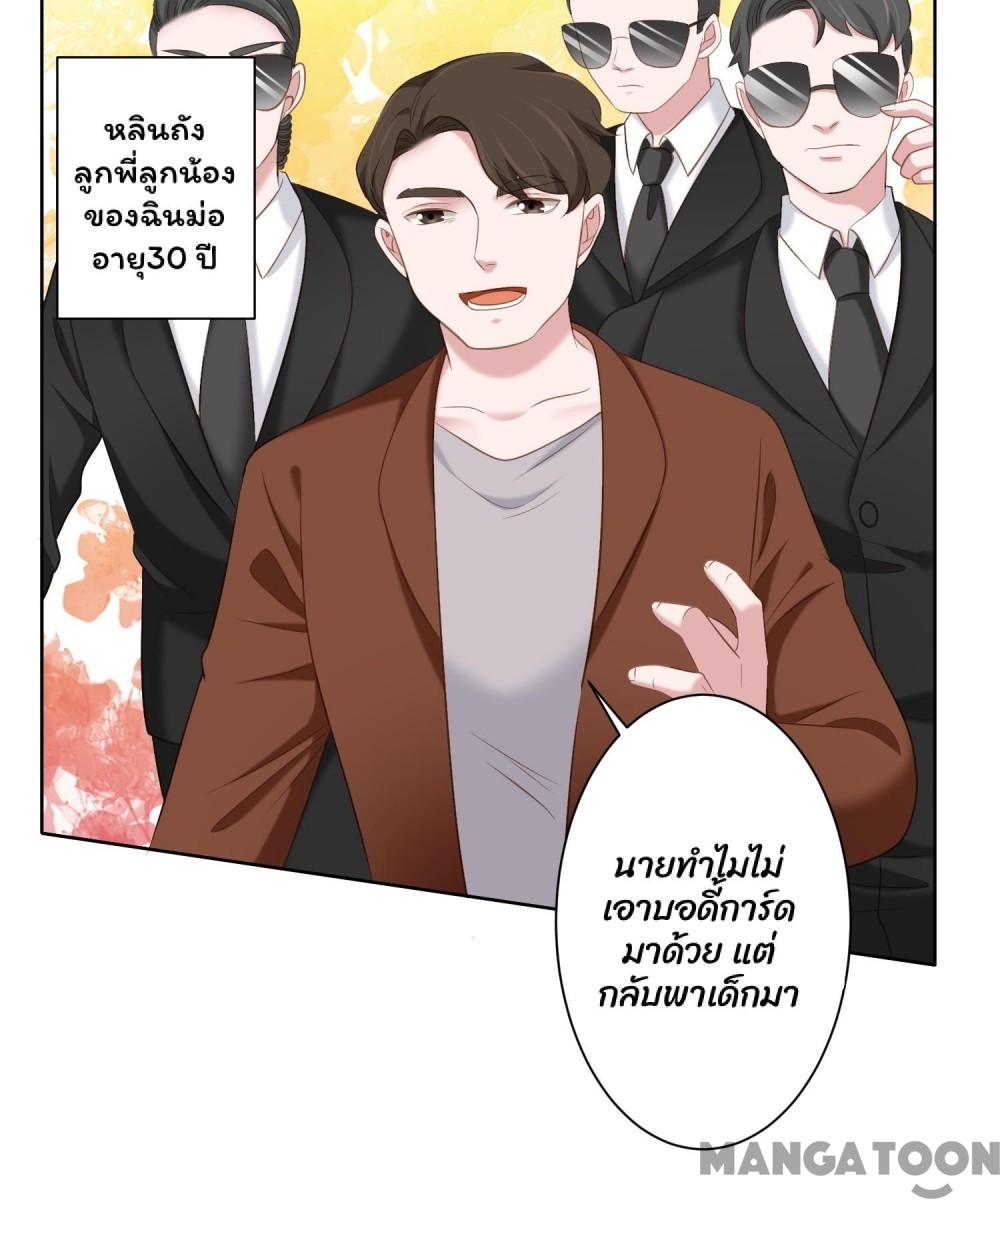 หลินถัง
ลูกพี่ลูกน้อง
ของฉินม่อ
อายุ30 ปี
นายทำไมไม่
เอาบอดี้การ์ด
มาด้วย แต่
กลับพาเด็กมา
MANGATOON